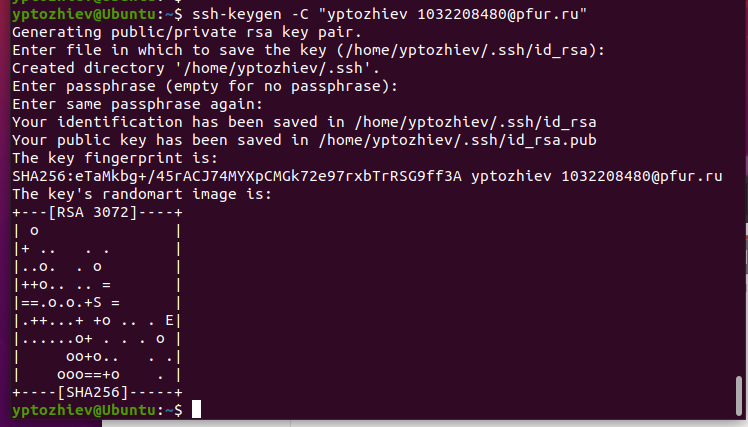 yptozhiev@Ubuntu:~$ ssh-keygen -C "yptozhiev 1032208480@pfur.ru"
Generating public/private rsa key pair.
Enter file in which to save the key (/home/yptozhiev/.ssh/id_rsa):
Created directory '/home/yptozhiev/.ssh'.
Enter passphrase (empty for no passphrase):
Enter same passphrase again:
Your identification has been saved in /home/yptozhiev/.ssh/id_rsa
Your public key has been saved in /home/yptozhiev/.ssh/id_rsa.pub
The key fingerprint is:
SHA256:eTaMkbg+/45rACJ74MYXpCMGk72e97rxbTrRSG9ff3A yptozhiev 1032208480@pfur.ru
The key's randomart image is:
+---[RSA 3072]----+
| o               |
|+ ..   . .       |
|..o.  . o        |
|++o.. .. =       |
|==.o.o.+S =      |
|.++...+ +o .. . E|
|......o+ . . . o |
|     oo+o..   . .|
|    ooo==+o    . |
+----[SHA256]-----+
yptozhiev@Ubuntu:~$